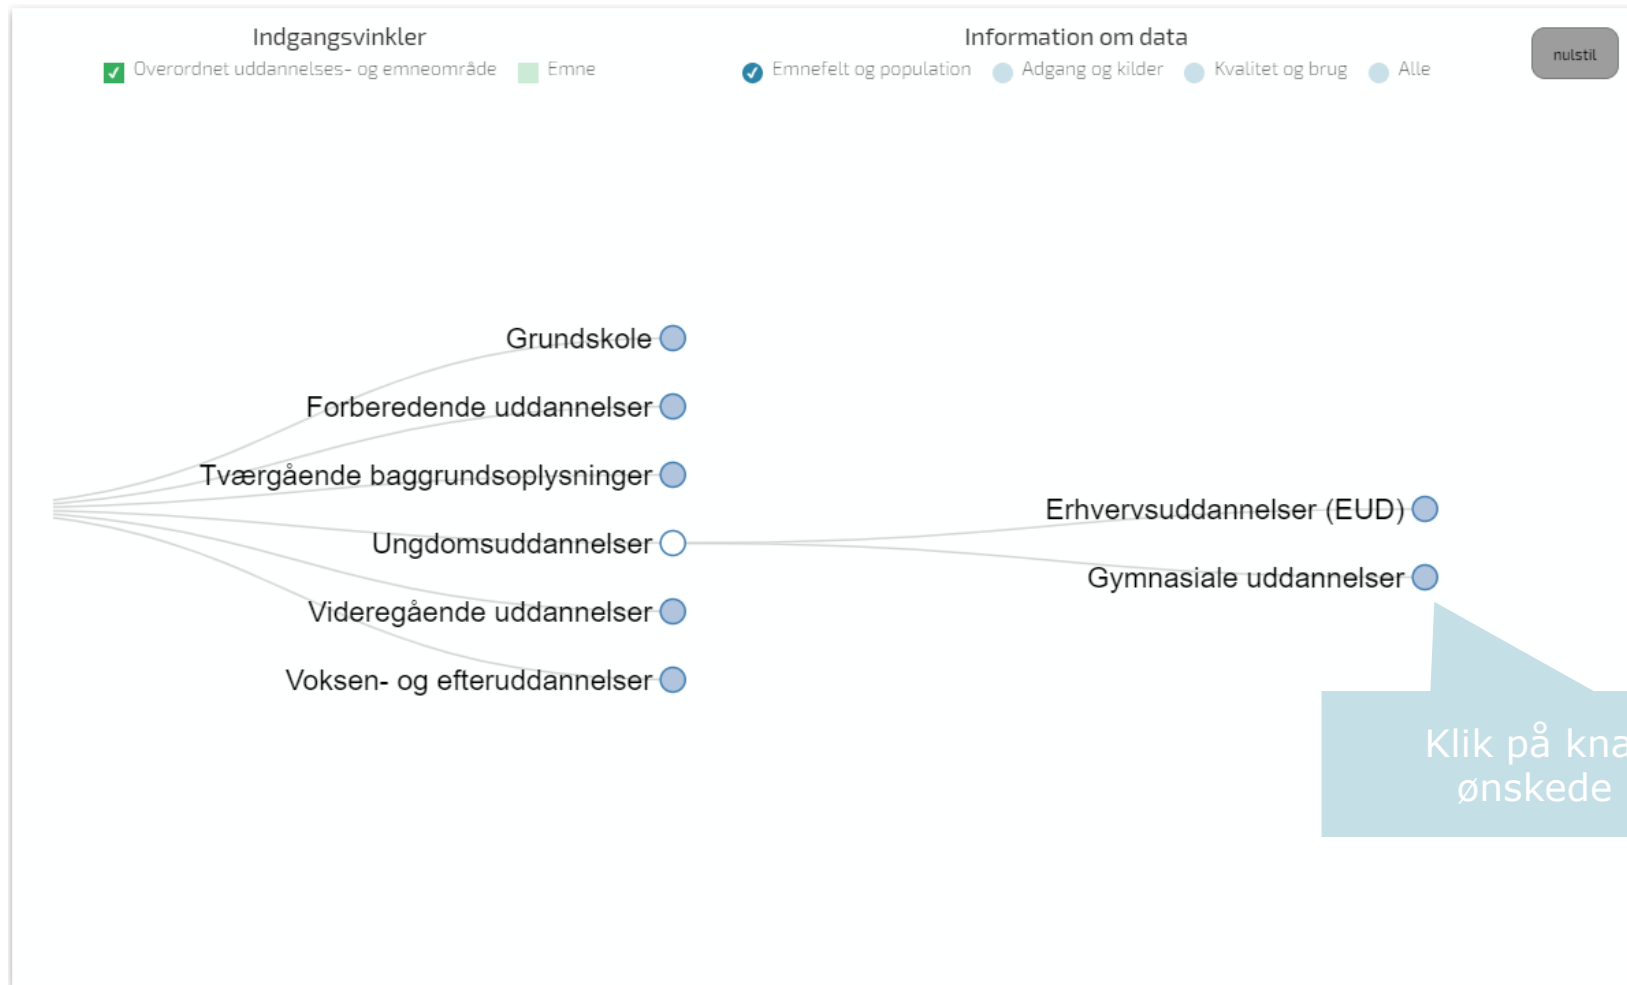 Indgangsvinkler
Overordnet uddannelses- og emneområde Emne
Information om data
Emnefelt og population Adgang og kilder Kvalitet og brug Alle
nulstil
Grundskole
Forberedende uddannelser
Tværgående baggrundsoplysninger
Ungdomsuddannelser
Videregående uddannelser
Voksen- og efteruddannelser
Erhvervsuddannelser (EUD)
Gymnasiale uddannelser
Klik på kna
ønskede